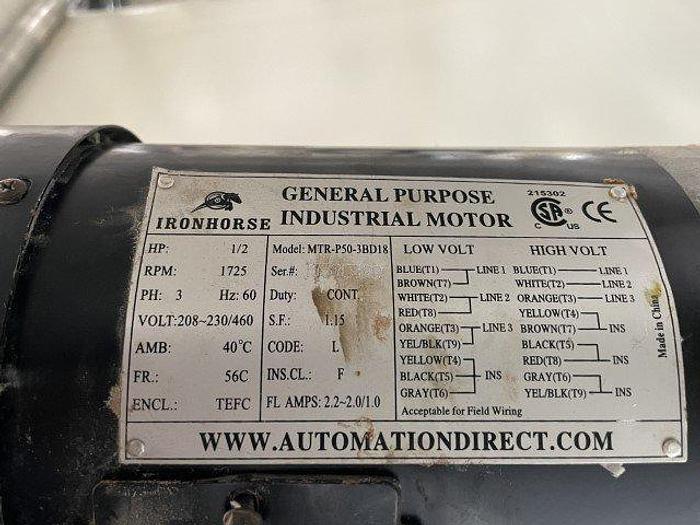 IRONHORSE
GENERAL PURPOSE
INDUSTRIAL MOTOR
215302
SA
C US
CE
HP: 1/2
RPM: 1725
PH: 3 Hz: 60
VOLT:208~230/460
AMB: 40°C
FR.: 56C
ENCL.: TEFC
Model: MTR-P50-3BD18
Ser.#:
Duty: CONT.
S.F.: 1.15
CODE: L
INS.CL.: F
FL AMPS: 2.2~2.0/1.0
LOW VOLT
BLUE(T1) LINE 1
BROWN(T7)
WHITE(T2) LINE 2
RED(T8)
ORANGE(T3) LINE 3
YEL/BLK(T9)
YELLOW(T4)
BLACK(T5) INS
GRAY(T6)
Acceptable for Field Wiring
HIGH VOLT
BLUE(T1) LINE 1
WHITE(T2) LINE 2
ORANGE(T3) LINE 3
YELLOW(T4)
BROWN(T7) INS
BLACK(T5)
RED(T8) INS
GRAY(T6)
YEL/BLK(T9) INS
Made in China
WWW.AUTOMATIONDIRECT.COM